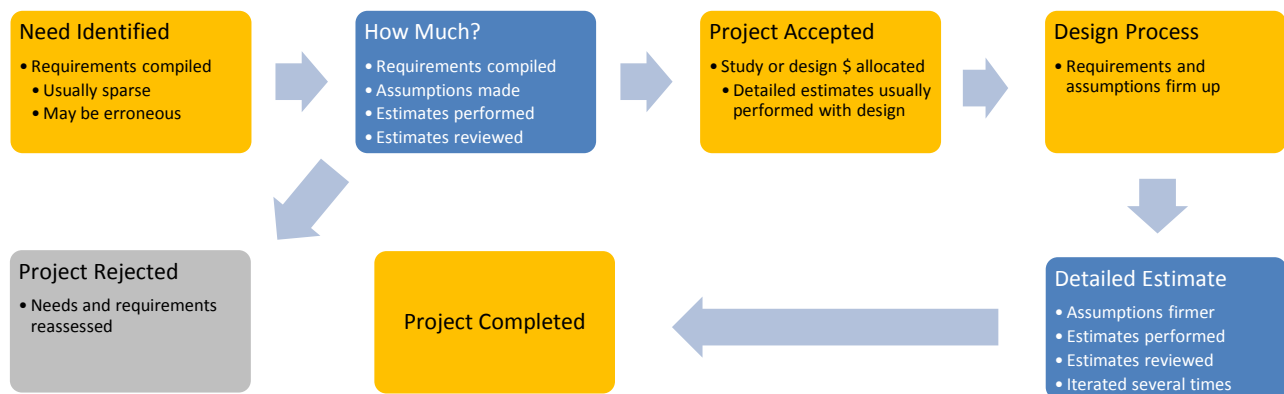 Need Identified
• Requirements compiled
• Usually sparse
• May be erroneous
How Much?
• Requirements compiled
• Assumptions made
• Estimates performed
• Estimates reviewed
Project Accepted
• Study or design $ allocated
• Detailed estimates usually
performed with design
Design Process
• Requirements and
assumptions firm up
Project Rejected
• Needs and requirements
reassessed
Project Completed
Detailed Estimate
• Assumptions firmer
• Estimates performed
• Estimates reviewed
• Iterated several times